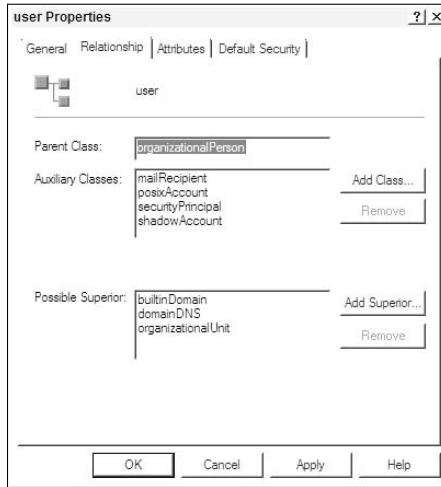 user Properties
? x
General Relationship Attributes Default Security
user
Parent Class: organizationalPerson
Auxiliary Classes: mailRecipient Add Class...
posixAccount
securityPrincipal Remove
shadowAccount
Possible Superior: builtinDomain Add Superior...
domainDNS
organizationalUnit Remove
OK Cancel Apply Help